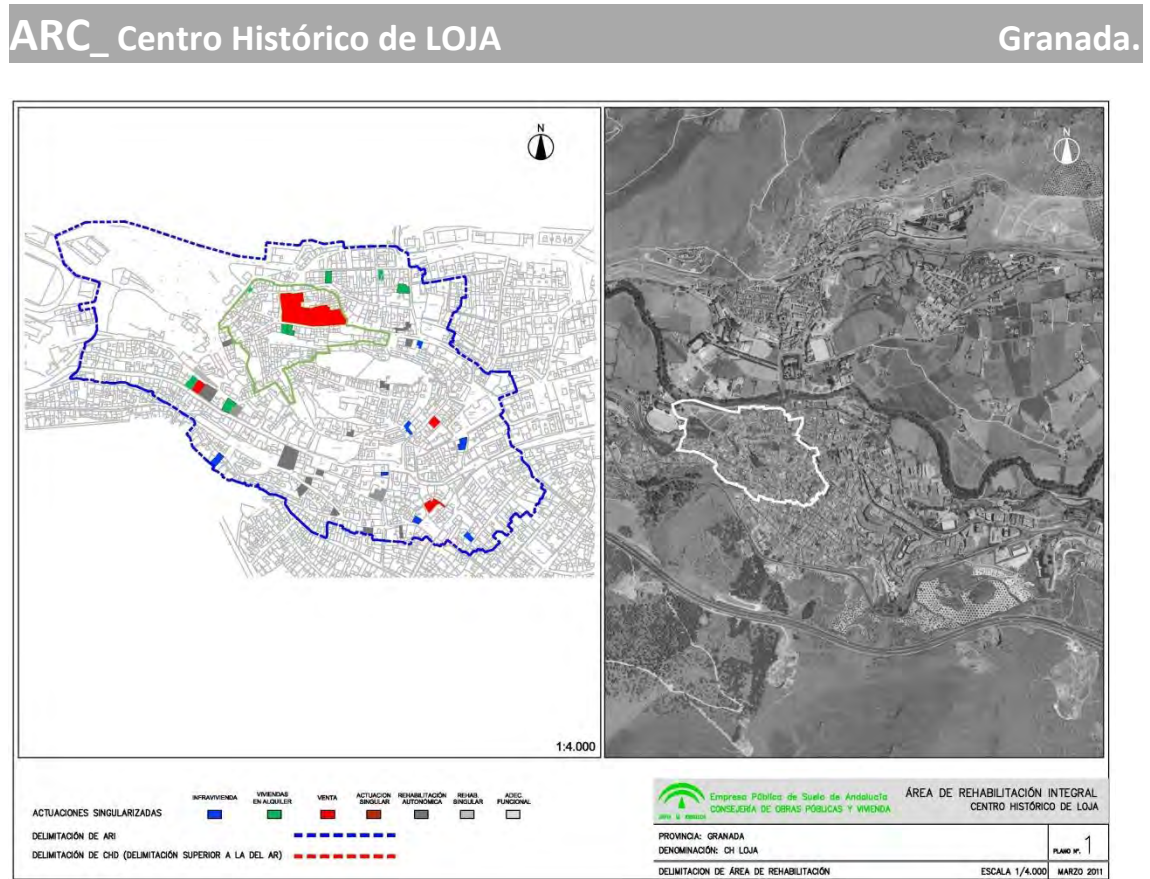 ARC_ Centro Histórico de LOJA Granada.
N
N
1:4.000
ACTUACIONES SINGULARIZADAS
INFRAVIVIENDA
VIVIENDAS EN ALQUILER
VENTA
ACTUACION SINGULAR
REHABILITACIÓN AUTONÓMICA
REHAB. SINGULAR
ADEC. FUNCIONAL
DELIMITACIÓN DE ARI
DELIMITACIÓN DE CHD (DELIMITACIÓN SUPERIOR A LA DEL AR)
Empresa Pública de Suelo de Andalucía
CONSEJERÍA DE OBRAS PÚBLICAS Y VIVIENDA
ÁREA DE REHABILITACIÓN INTEGRAL
CENTRO HISTÓRICO DE LOJA
PROVINCIA: GRANADA
DENOMINACIÓN: CH LOJA
PLANO Nº. 1
DELIMITACION DE ÁREA DE REHABILITACIÓN
ESCALA 1/4.000
MARZO 2011